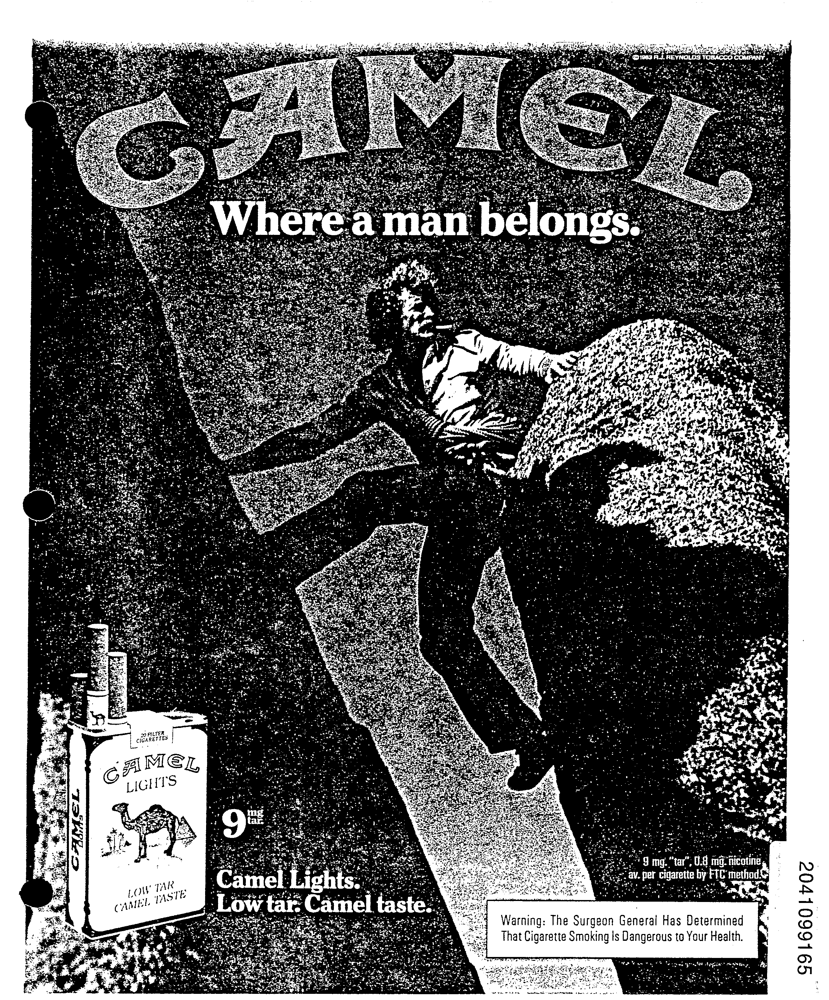 © 1983 R.J. REYNOLDS TOBACCO COMPANY
CAMEL
Where a man belongs.
20 FILTER
CIGARETTES
CAMEL
LIGHTS
CAMEL
LOW TAR
CAMEL TASTE
9 mg
tar.
Camel Lights.
Low tar. Camel taste.
9 mg. "tar", 0.8 mg. nicotine
av. per cigarette by FTC method.
Warning: The Surgeon General Has Determined
That Cigarette Smoking Is Dangerous to Your Health.
2041099165